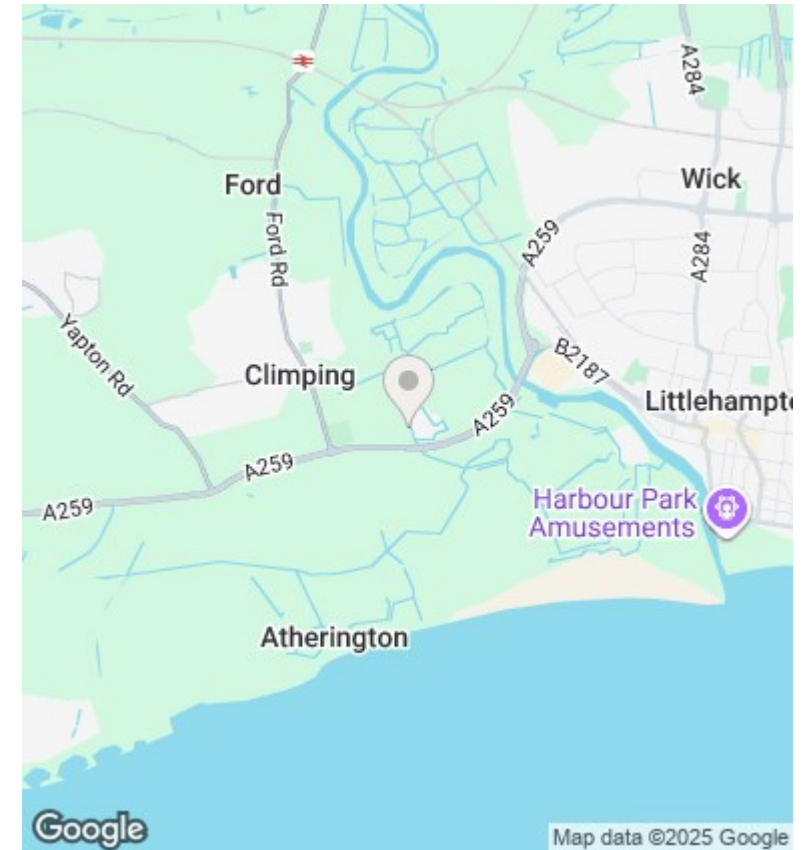 A284
Wick
Ford
A259
A284
Ford Rd
Yapton Rd
B2187
Climping
Littlehampto
A259
A259
A259
Harbour Park
Amusements
Atherington
Google
Map data ©2025 Google